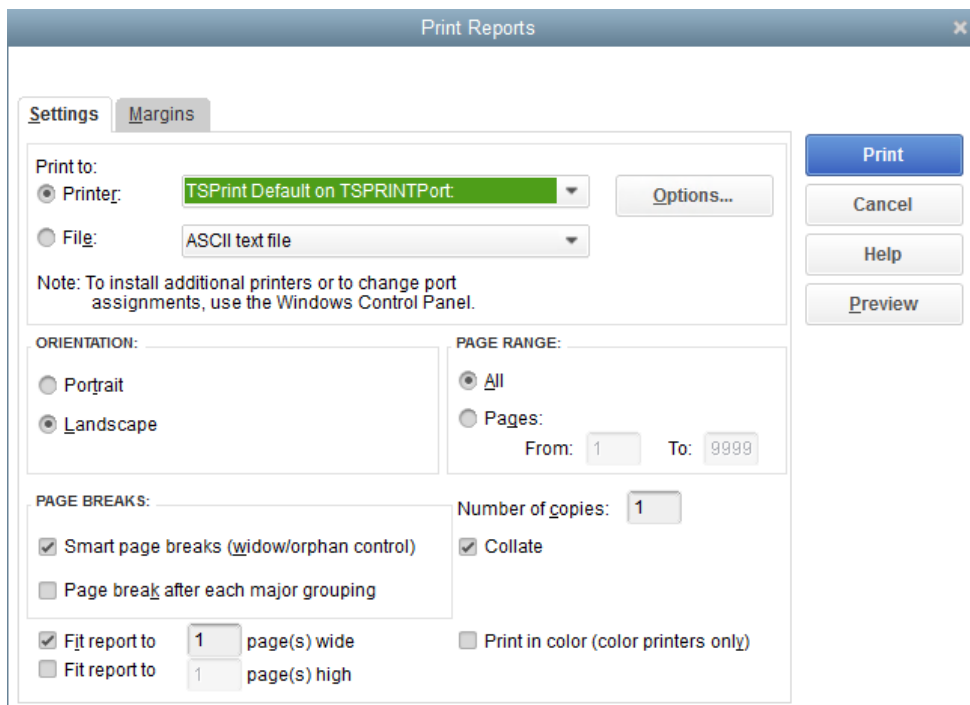 Print Reports
Settings
Margins
Print to:
Printer:
TSPrint Default on TSPRINTPort:
Options...
File:
ASCII text file
Note: To install additional printers or to change port
assignments, use the Windows Control Panel.
Print
Cancel
Help
Preview
ORIENTATION:
Portrait
Landscape
PAGE RANGE:
All
Pages:
From: 1 To: 9999
PAGE BREAKS:
Smart page breaks (widow/orphan control)
Page break after each major grouping
Number of copies: 1
Collate
Fit report to 1 page(s) wide
Fit report to 1 page(s) high
Print in color (color printers only)